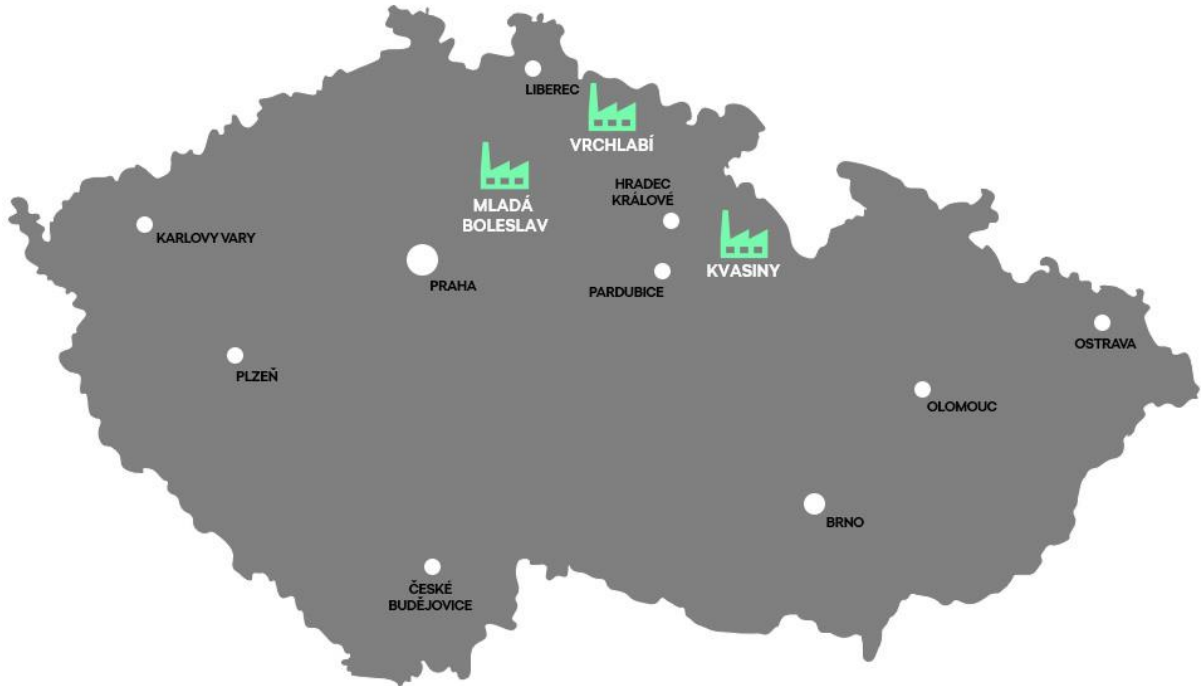 LIBEREC
VRCHLABÍ
MLADÁ
BOLESLAV
HRADEC
KRÁLOVÉ
KARLOVY VARY
KVASINY
PRAHA
PARDUBICE
OSTRAVA
PLZEŇ
OLOMOUC
BRNO
ČESKÉ
BUDĚJOVICE